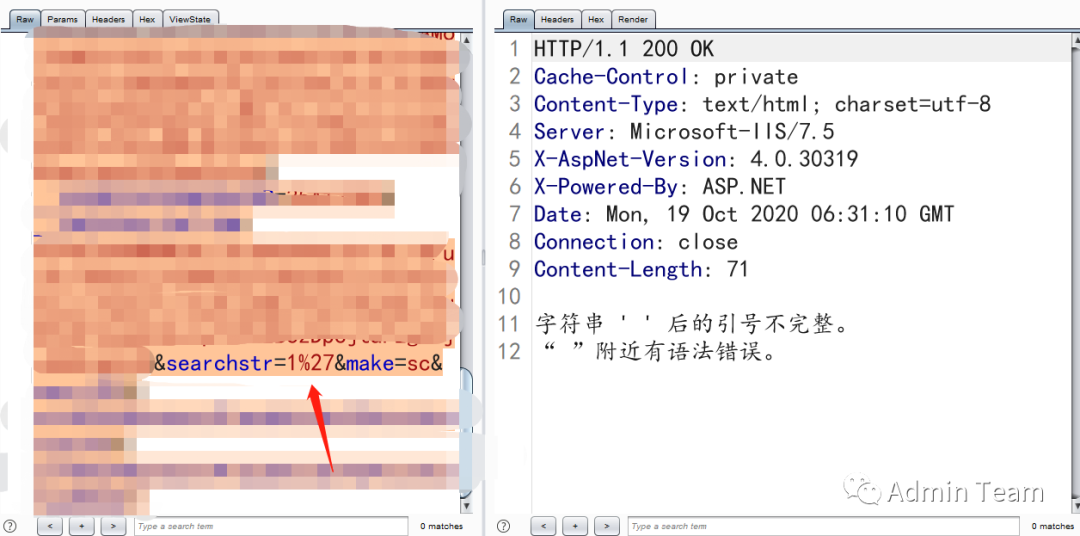 Raw Params Headers Hex ViewState
&searchstr=1%27&make=sc&
? < + > Type a search term 0 matches
Raw Headers Hex Render
1 HTTP/1.1 200 OK
2 Cache-Control: private
3 Content-Type: text/html; charset=utf-8
4 Server: Microsoft-IIS/7.5
5 X-AspNet-Version: 4.0.30319
6 X-Powered-By: ASP.NET
7 Date: Mon, 19 Oct 2020 06:31:10 GMT
8 Connection: close
9 Content-Length: 71
10
11 字符串 ' ' 后的引号不完整。
12 “ ”附近有语法错误。
Admin Team
? < + > Type a search term 0 matches